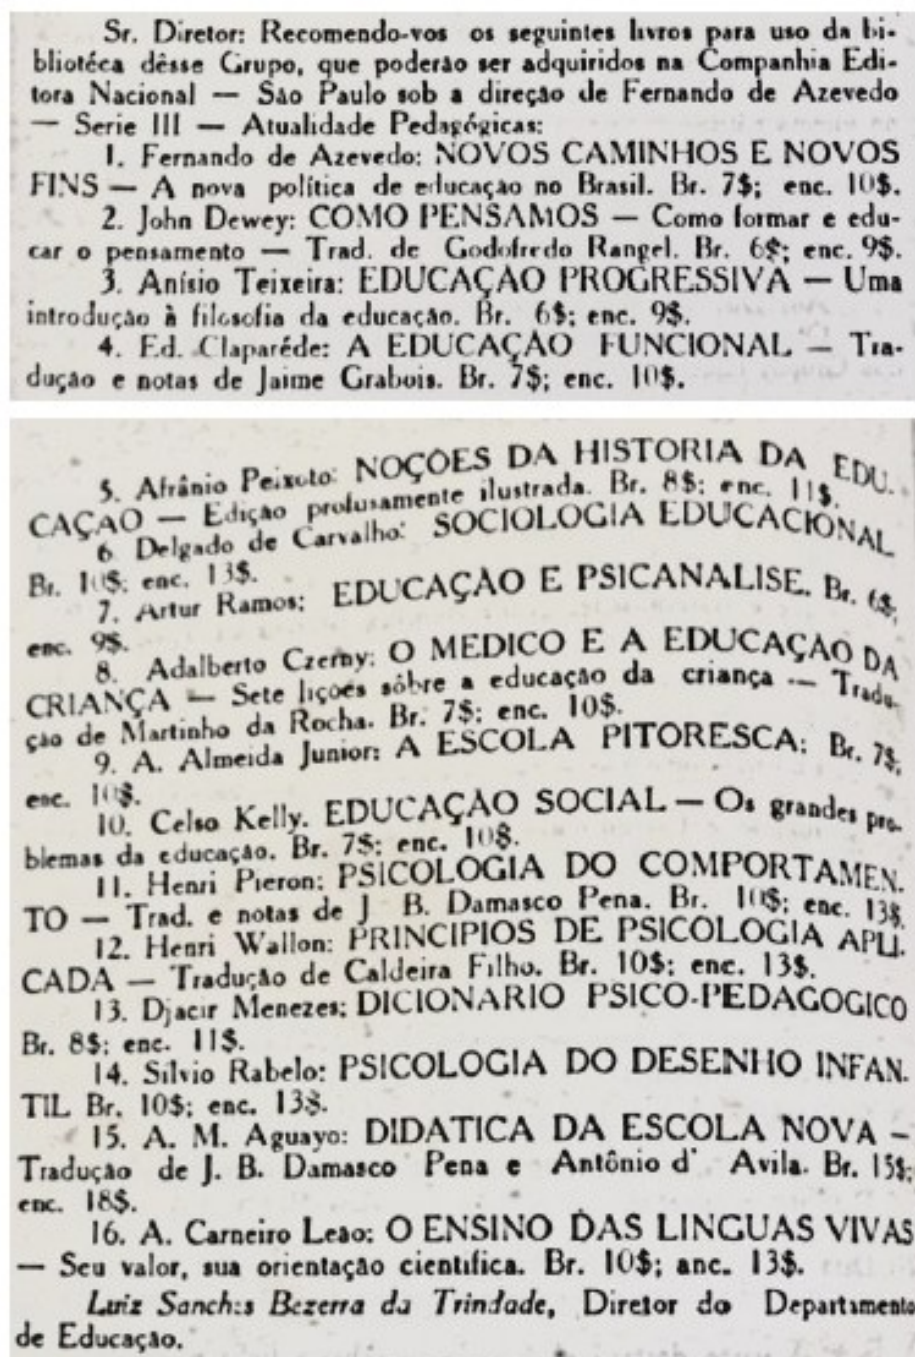 Sr. Diretor: Recomendo-vos os seguintes livros para uso da bi-
bliotéca dêsse Grupo, que poderão ser adquiridos na Companhia Edi-
tora Nacional — São Paulo sob a direção de Fernando de Azevedo
— Serie III — Atualidade Pedagógicas:
1. Fernando de Azevedo: NOVOS CAMINHOS E NOVOS
FINS — A nova política de educação no Brasil. Br. 7$; enc. 10$.
2. John Dewey: COMO PENSAMOS — Como formar e edu-
car o pensamento — Trad. de Godofredo Rangel. Br. 6$; enc. 9$.
3. Anísio Teixeira: EDUCAÇAO PROGRESSIVA — Uma
introdução à filosofia da educação. Br. 6$; enc. 9$.
4. Ed. Claparéde: A EDUCAÇÃO FUNCIONAL — Tra-
dução e notas de Jaime Grabois. Br. 7$; enc. 10$.
5. Afrânio Peixoto: NOÇÕES DA HISTORIA DA EDU-
CAÇAO — Edição profusamente ilustrada. Br. 8$; enc. 11$.
6 Delgado de Carvalho: SOCIOLOGIA EDUCACIONAL
Br. 10$; enc. 13$.
7. Artur Ramos: EDUCAÇÃO E PSICANALISE. Br. 6$;
enc. 9$.
8. Adalberto Czerny: O MEDICO E A EDUCAÇÃO DA
CRIANÇA — Sete lições sôbre a educação da criança — Tradu-
ção de Martinho da Rocha. Br. 7$; enc. 10$.
9. A. Almeida Junior: A ESCOLA PITORESCA: Br. 7$;
enc. 10$.
10. Celso Kelly. EDUCAÇÃO SOCIAL — Os grandes pro-
blemas da educação. Br. 7$; enc. 10$.
11. Henri Pieron: PSICOLOGIA DO COMPORTAMEN-
TO — Trad. e notas de J B. Damasco Pena. Br. 10$; enc. 13$
12. Henri Wallon: PRINCIPIOS DE PSICOLOGIA APLI-
CADA — Tradução de Caldeira Filho. Br. 10$; enc. 13$.
13. Djacir Menezes: DICIONARIO PSICO-PEDAGOGICO
Br. 8$; enc. 11$.
14. Silvio Rabelo: PSICOLOGIA DO DESENHO INFAN-
TIL Br. 10$; enc. 13$.
15. A. M. Aguayo: DIDATICA DA ESCOLA NOVA —
Tradução de J. B. Damasco Pena e Antônio d' Avila. Br. 15$;
enc. 18$.
16. A. Carneiro Leão: O ENSINO DAS LINGUAS VIVAS
— Seu valor, sua orientação cientifica. Br. 10$; anc. 13$.
Luiz Sanches Bezerra da Trindade, Diretor do Departamento
de Educação.